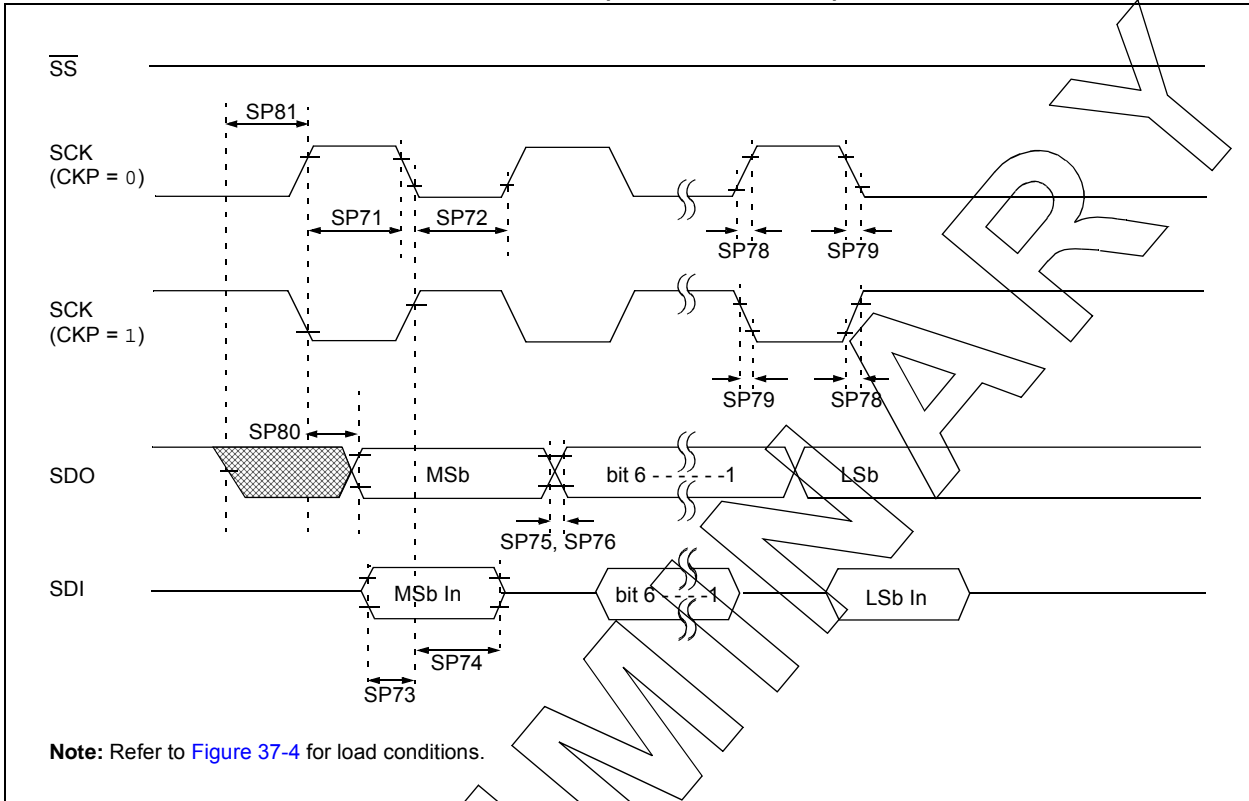 SS
SP81
SCK
(CKP = 0)
SP71
SP72
SP78
SP79
SCK
(CKP = 1)
SP79
SP78
SP80
SDO
MSb
bit 6 - - - - - -1
LSb
SP75, SP76
SDI
MSb In
bit 6 - - - -1
LSb In
SP74
SP73
Note: Refer to Figure 37-4 for load conditions.